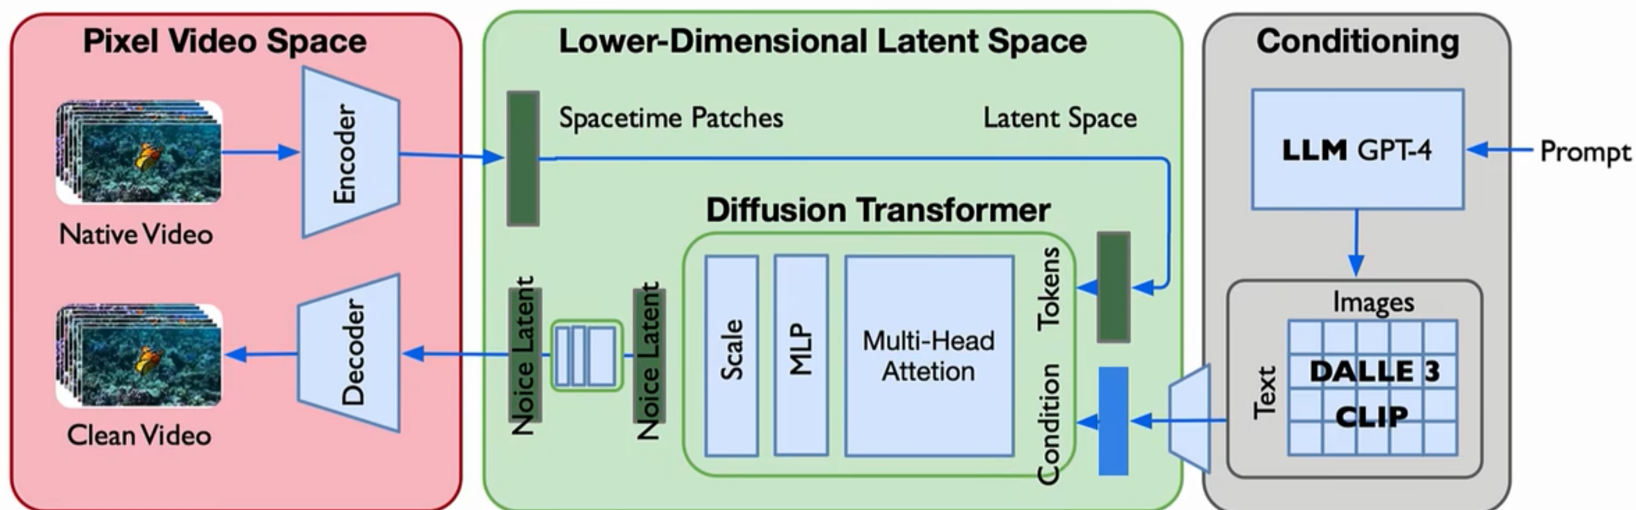 Pixel Video Space
Native Video
Encoder
Clean Video
Decoder
Lower-Dimensional Latent Space
Spacetime Patches
Latent Space
Diffusion Transformer
Noice Latent
Noice Latent
Scale
MLP
Multi-Head
Attetion
Tokens
Condition
Conditioning
LLM GPT-4
Prompt
Images
Text
DALLE 3
CLIP